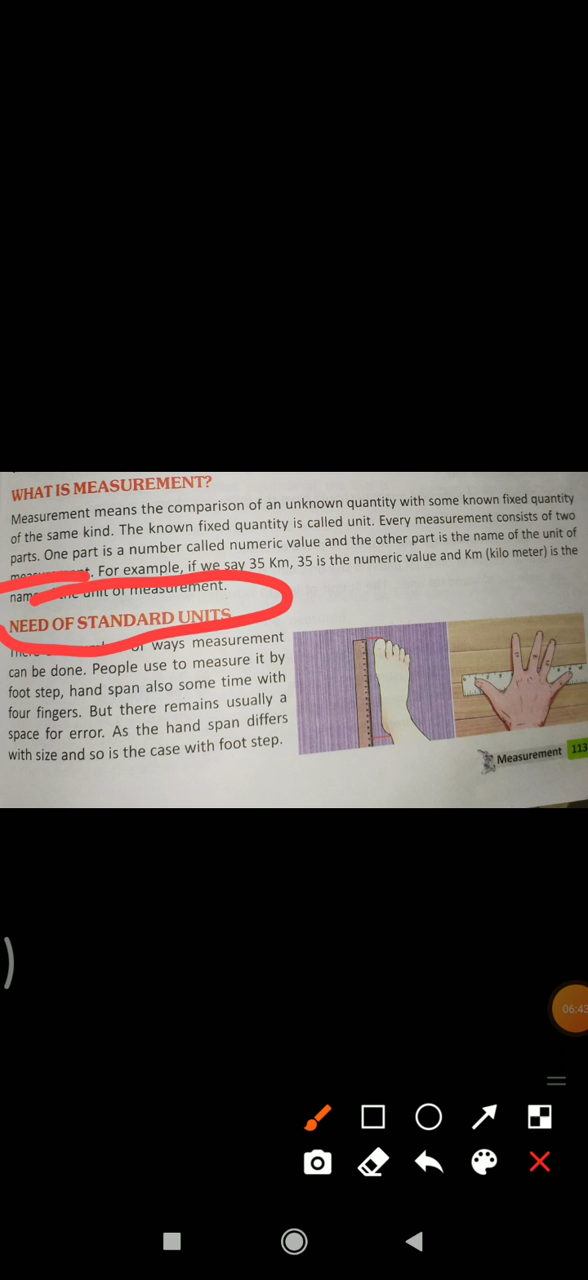 WHAT IS MEASUREMENT?
Measurement means the comparison of an unknown quantity with some known fixed quantity
of the same kind. The known fixed quantity is called unit. Every measurement consists of two
parts. One part is a number called numeric value and the other part is the name of the unit of
For example, if we say 35 Km, 35 is the numeric value and Km (kilo meter) is the
unit of measurement.
NEED OF STANDARD UNITS
ways measurement
can be done. People use to measure it by
foot step, hand span also some time with
four fingers. But there remains usually a
space for error. As the hand span differs
with size and so is the case with foot step.
Measurement 113
06:43